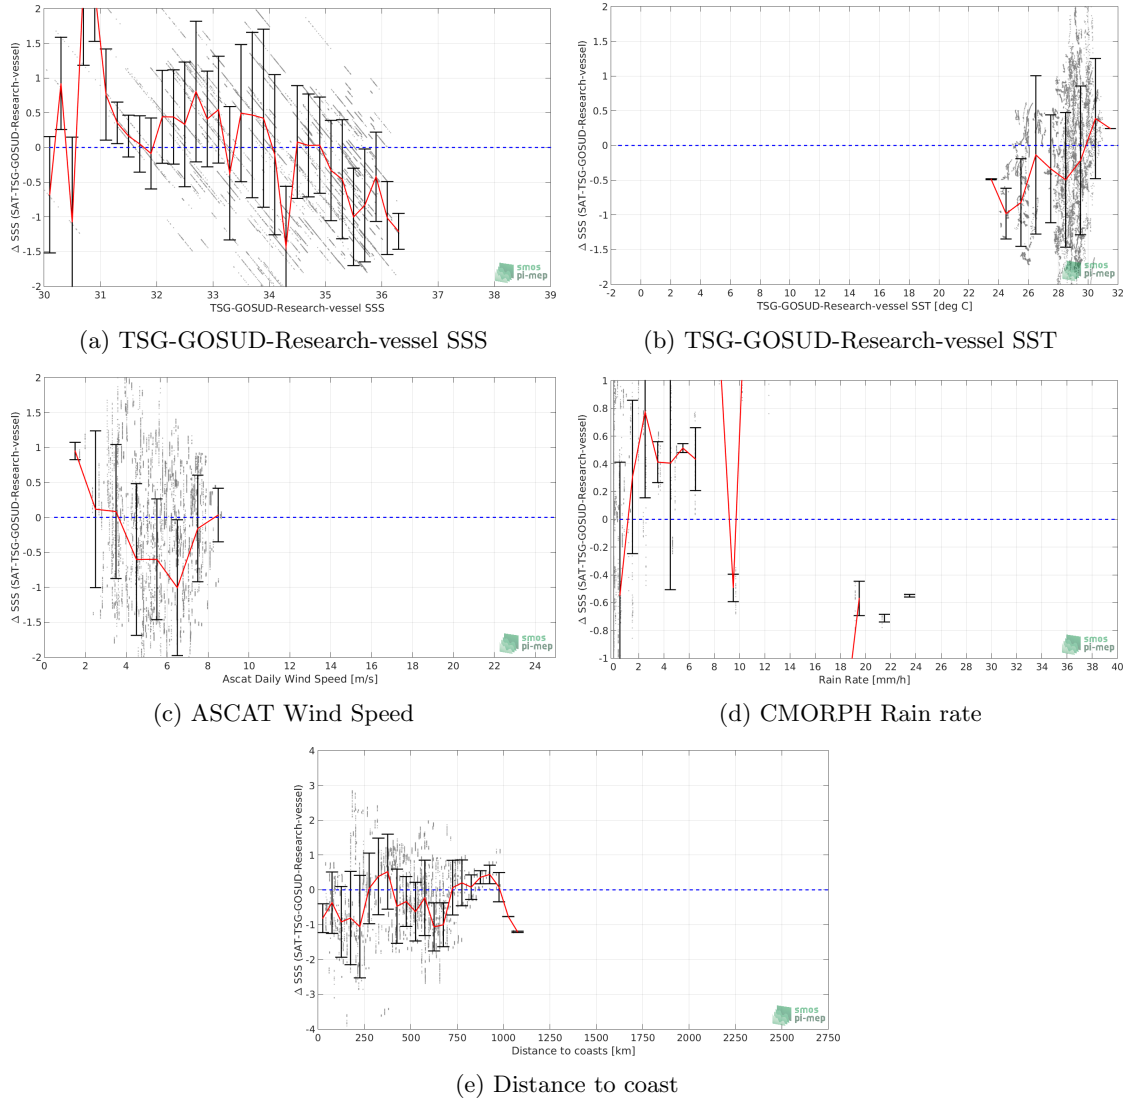 Δ SSS (SAT-TSG-GOSUD-Research-vessel)
2
1.5
1
0.5
0
-0.5
-1
-1.5
-2
30 31 32 33 34 35 36 37 38 39
TSG-GOSUD-Research-vessel SSS
smos
pi-mep
(a) TSG-GOSUD-Research-vessel SSS
Δ SSS (SAT-TSG-GOSUD-Research-vessel)
2
1.5
1
0.5
0
-0.5
-1
-1.5
-2
-2 0 2 4 6 8 10 12 14 16 18 20 22 24 26 28 30 32
TSG-GOSUD-Research-vessel SST [deg C]
smos
pi-mep
(b) TSG-GOSUD-Research-vessel SST
Δ SSS (SAT-TSG-GOSUD-Research-vessel)
2
1.5
1
0.5
0
-0.5
-1
-1.5
-2
0 2 4 6 8 10 12 14 16 18 20 22 24
Ascat Daily Wind Speed [m/s]
smos
pi-mep
(c) ASCAT Wind Speed
Δ SSS (SAT-TSG-GOSUD-Research-vessel)
1
0.8
0.6
0.4
0.2
0
-0.2
-0.4
-0.6
-0.8
-1
0 2 4 6 8 10 12 14 16 18 20 22 24 26 28 30 32 34 36 38 40
Rain Rate [mm/h]
smos
pi-mep
(d) CMORPH Rain rate
Δ SSS (SAT-TSG-GOSUD-Research-vessel)
4
3
2
1
0
-1
-2
-3
-4
0 250 500 750 1000 1250 1500 1750 2000 2250 2500 2750
Distance to coasts [km]
smos
pi-mep
(e) Distance to coast